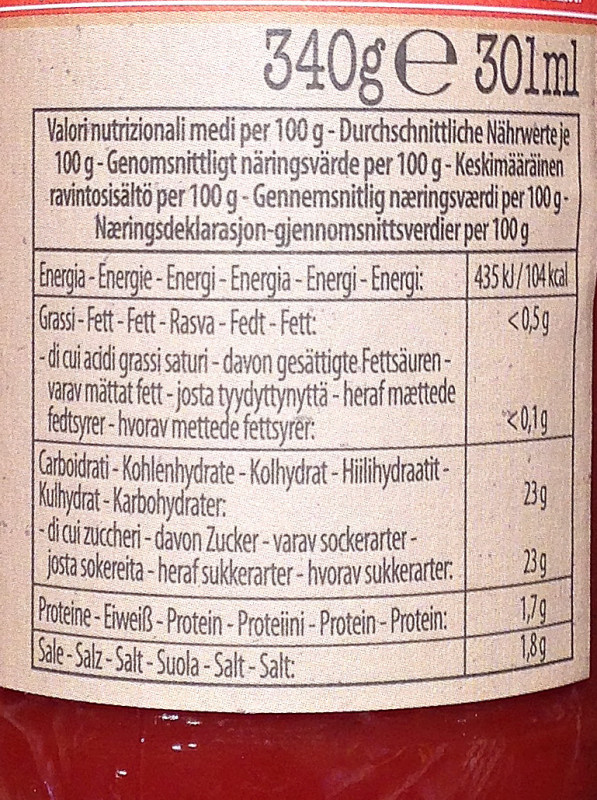 340g ℮ 301ml
Valori nutrizionali medi per 100 g - Durchschnittliche Nährwerte je
100 g - Genomsnittligt näringsvärde per 100 g - Keskimääräinen
ravintosisältö per 100 g - Gennemsnitlig næringsværdi per 100 g -
Næringsdeklarasjon-gjennomsnittsverdier per 100 g
Energia - Energie - Energi - Energia - Energi - Energi: 435 kJ / 104 kcal
Grassi - Fett - Fett - Rasva - Fedt - Fett: <0,5 g
- di cui acidi grassi saturi - davon gesättigte Fettsäuren -
varav mättat fett - josta tyydyttynyttä - heraf mættede
fedtsyrer - hvorav mettede fettsyrer: <0,1 g
Carboidrati - Kohlenhydrate - Kolhydrat - Hiilihydraatit -
Kulhydrat - Karbohydrater: 23 g
- di cui zuccheri - davon Zucker - varav sockerarter -
josta sokereita - heraf sukkerarter - hvorav sukkerarter: 23 g
Proteine - Eiweiß - Protein - Proteiini - Protein - Protein: 1,7 g
Sale - Salz - Salt - Suola - Salt - Salt: 1,8 g